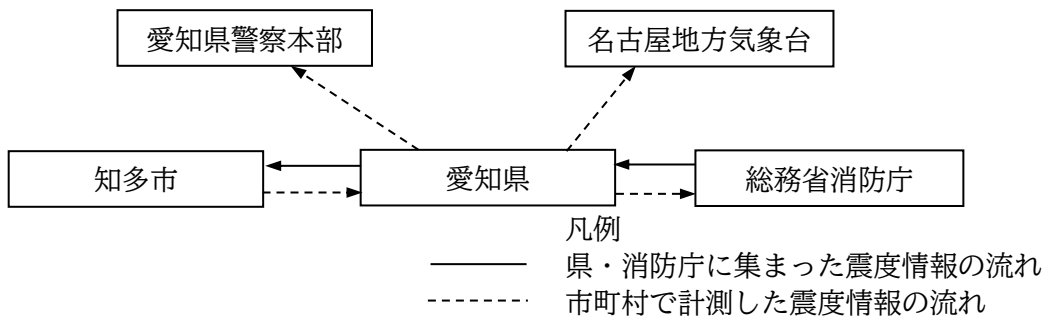 愛知県警察本部
名古屋地方気象台
知多市
愛知県
総務省消防庁
凡例
県・消防庁に集まった震度情報の流れ
市町村で計測した震度情報の流れ